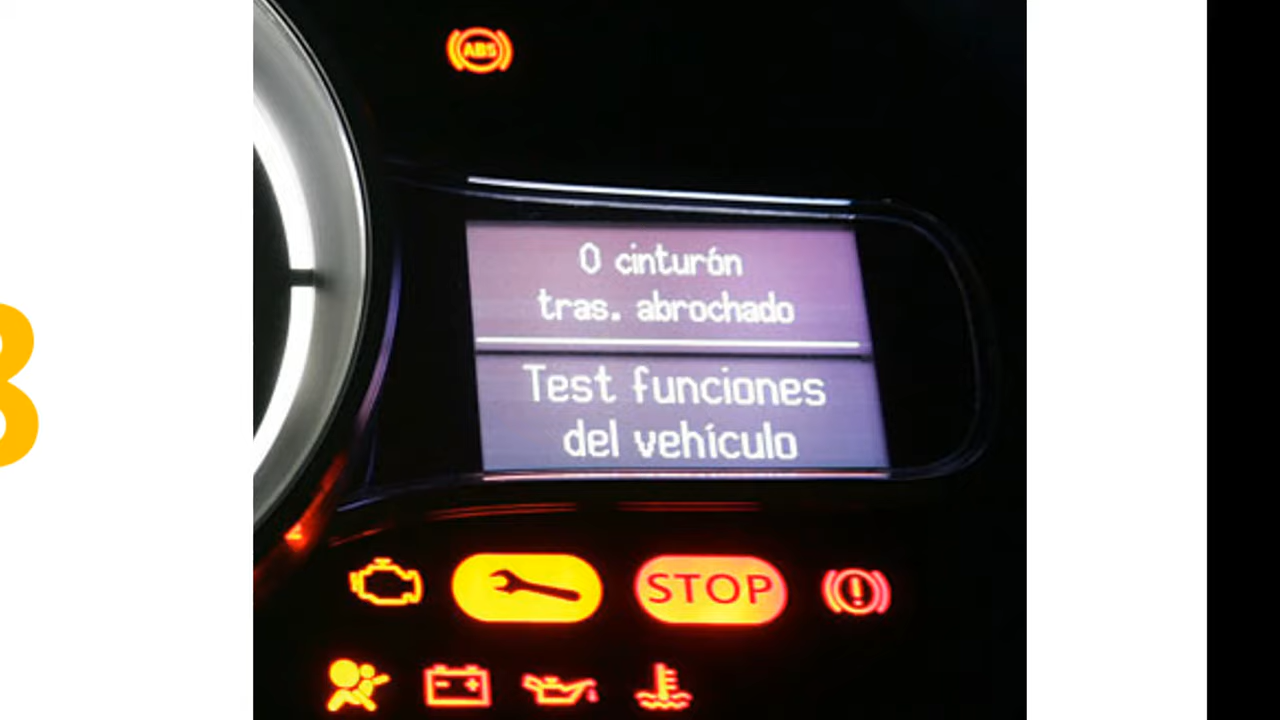 ABS
0 cinturón
tras. abrochado
Test funciones
del vehículo
STOP